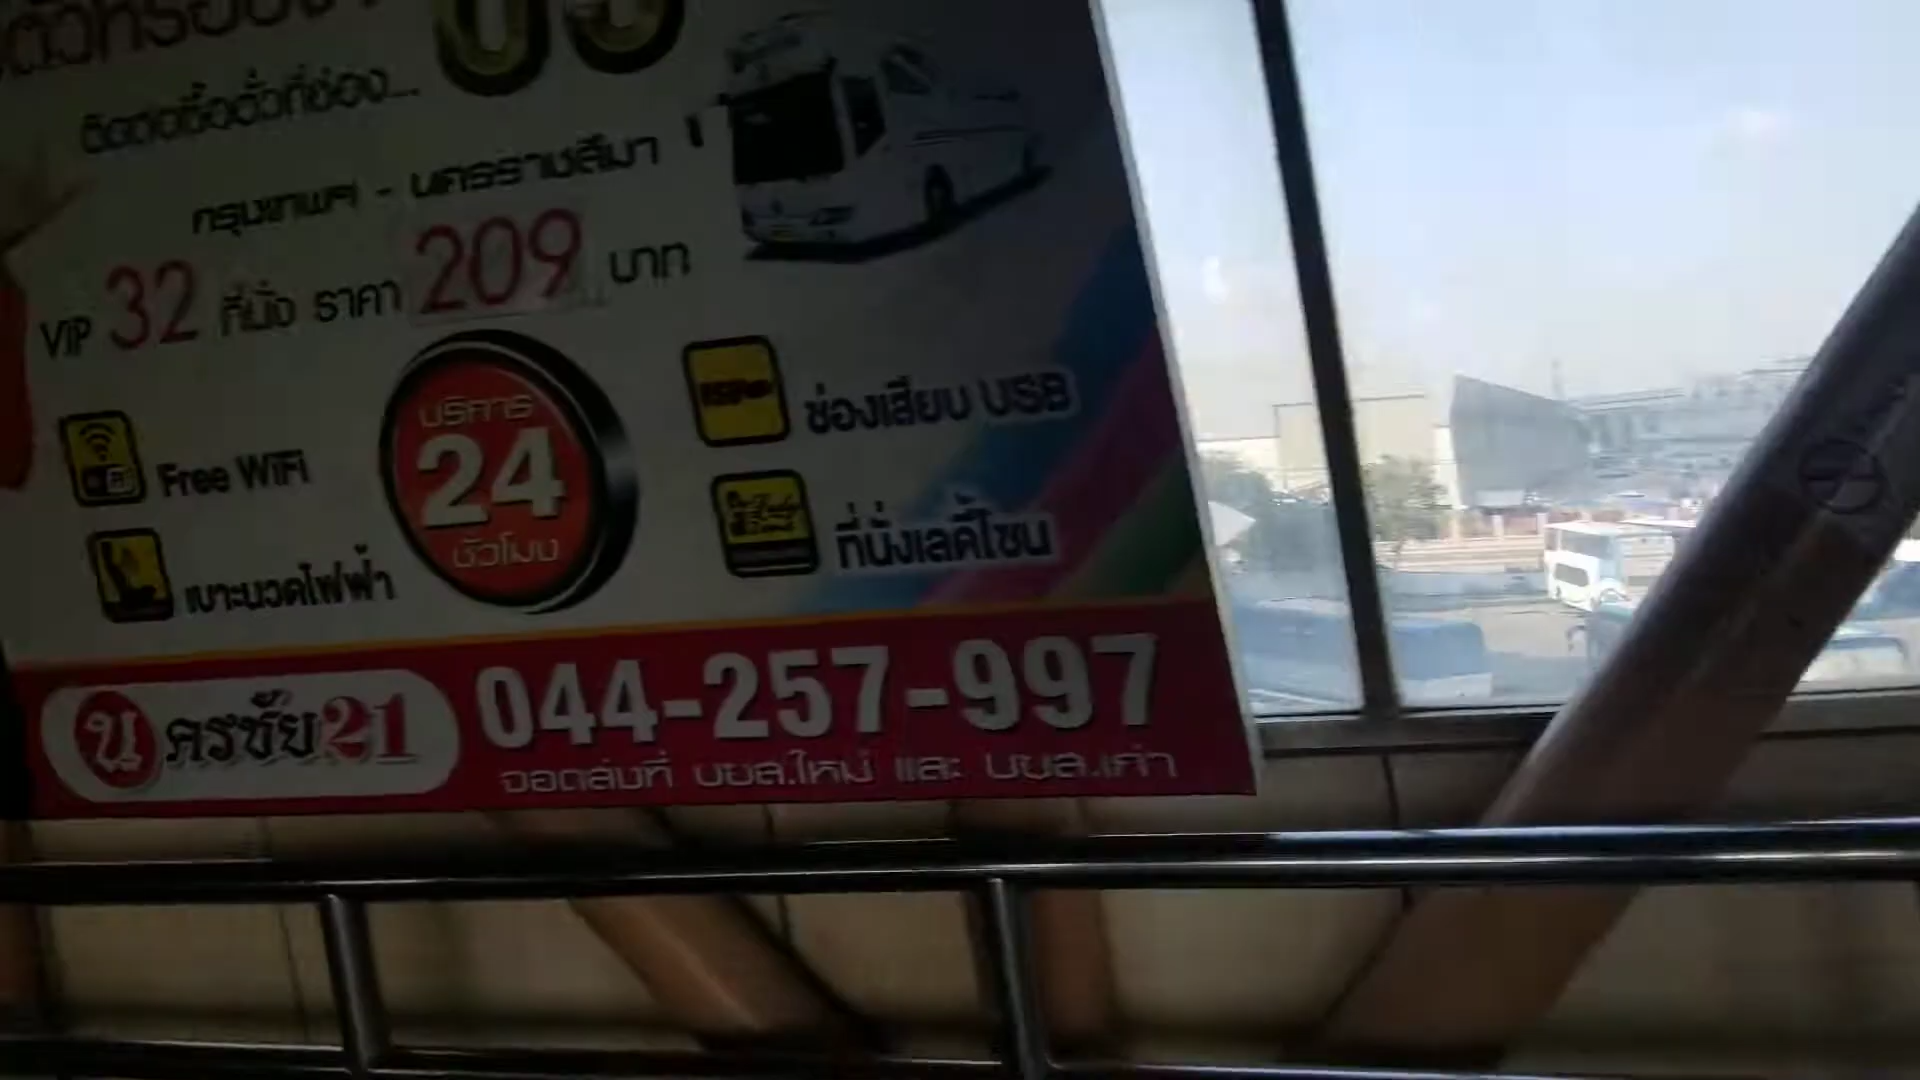 ติดต่อซื้อตั๋วที่ช่อง...
กรุงเทพฯ - นครราชสีมา
VIP 32 ที่นั่ง ราคา 209 บาท
Free WiFi
บริการ
24
ชั่วโมง
ช่องเสียบ USB
เบาะนวดไฟฟ้า
ที่นั่งเลดี้โซน
นครชัย21
044-257-997
จอดส่งที่ บขส.ใหม่ และ บขส.เก่า